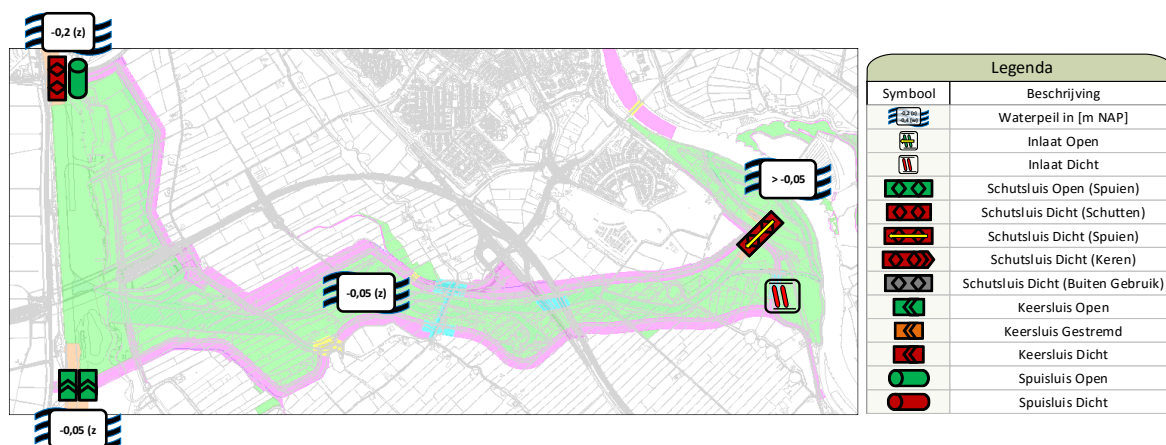 -0,2 (z)
> -0,05
-0,05 (z)
-0,05 (z
Legenda
Symbool Beschrijving
-0,2 (z)
Waterpeil in [m NAP]
Inlaat Open
Inlaat Dicht
Schutsluis Open (Spuien)
Schutsluis Dicht (Schutten)
Schutsluis Dicht (Spuien)
Schutsluis Dicht (Keren)
Schutsluis Dicht (Buiten Gebruik)
Keersluis Open
Keersluis Gestremd
Keersluis Dicht
Spuisluis Open
Spuisluis Dicht